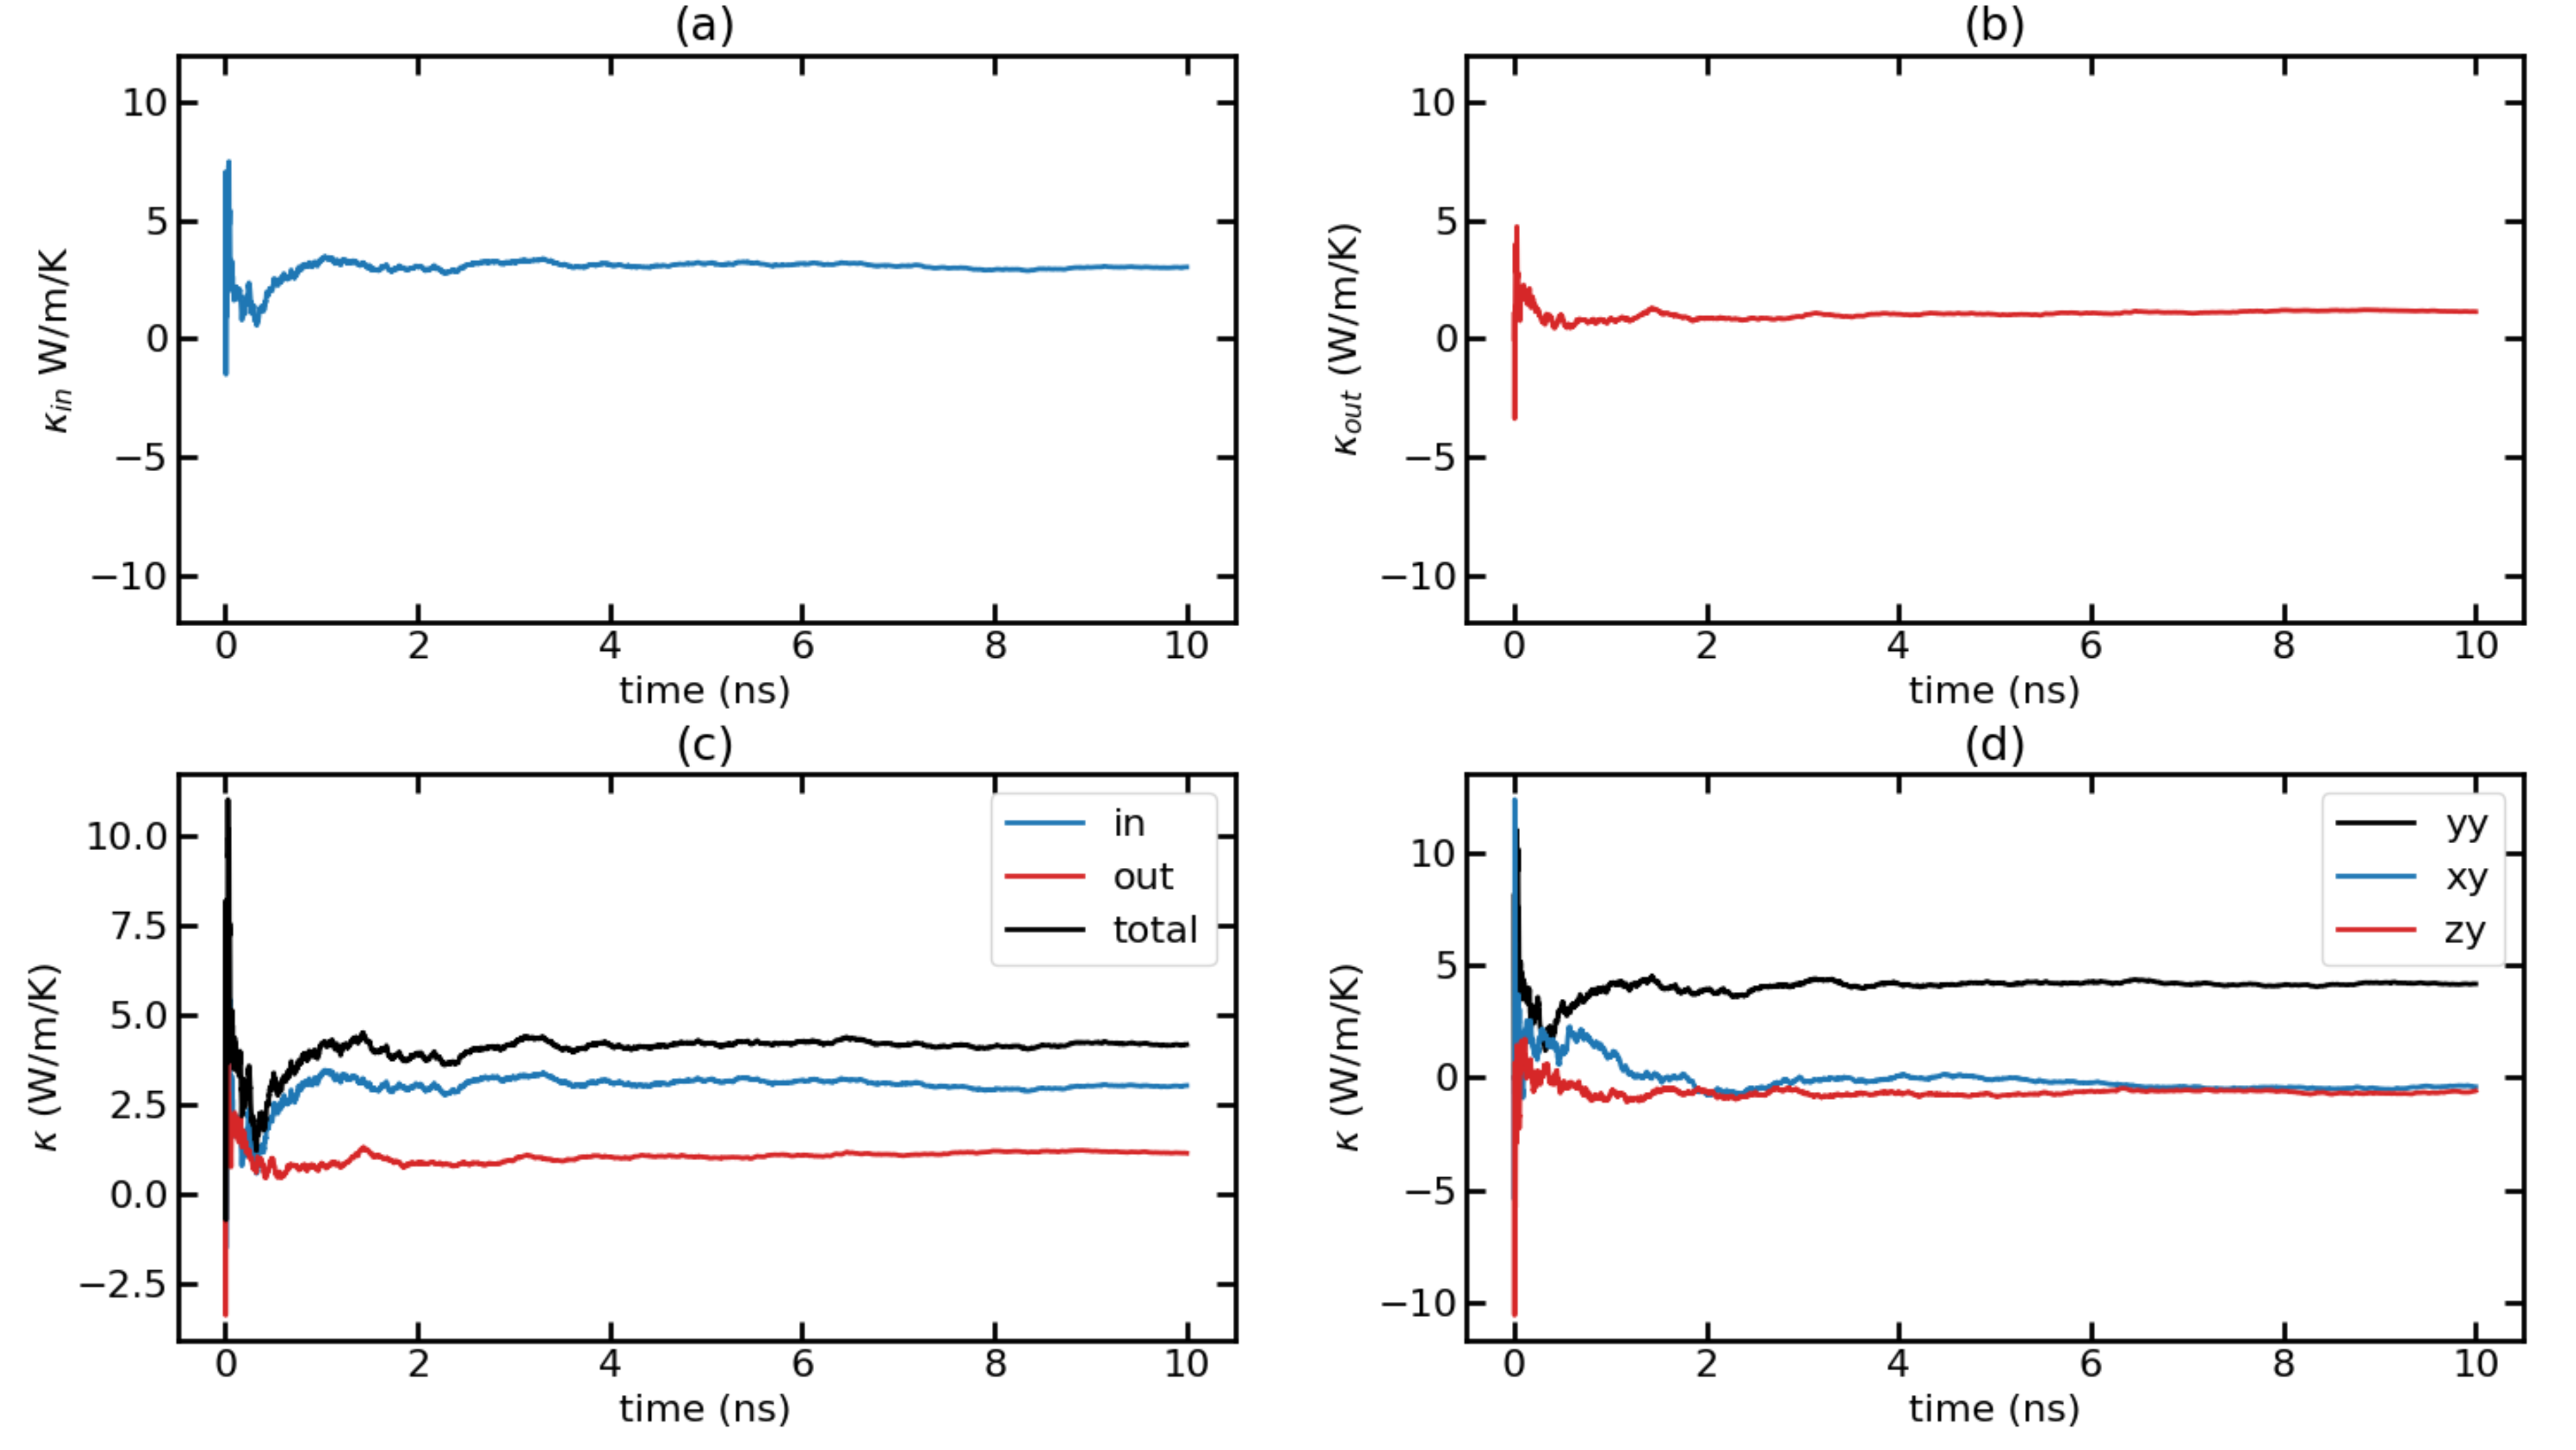 (a)
10
5
0
−5
−10
κin W/m/K
0 2 4 6 8 10
time (ns)
(b)
10
5
0
−5
−10
κout (W/m/K)
0 2 4 6 8 10
time (ns)
(c)
10.0
7.5
5.0
2.5
0.0
−2.5
κ (W/m/K)
in
out
total
0 2 4 6 8 10
time (ns)
(d)
10
5
0
−5
−10
κ (W/m/K)
yy
xy
zy
0 2 4 6 8 10
time (ns)